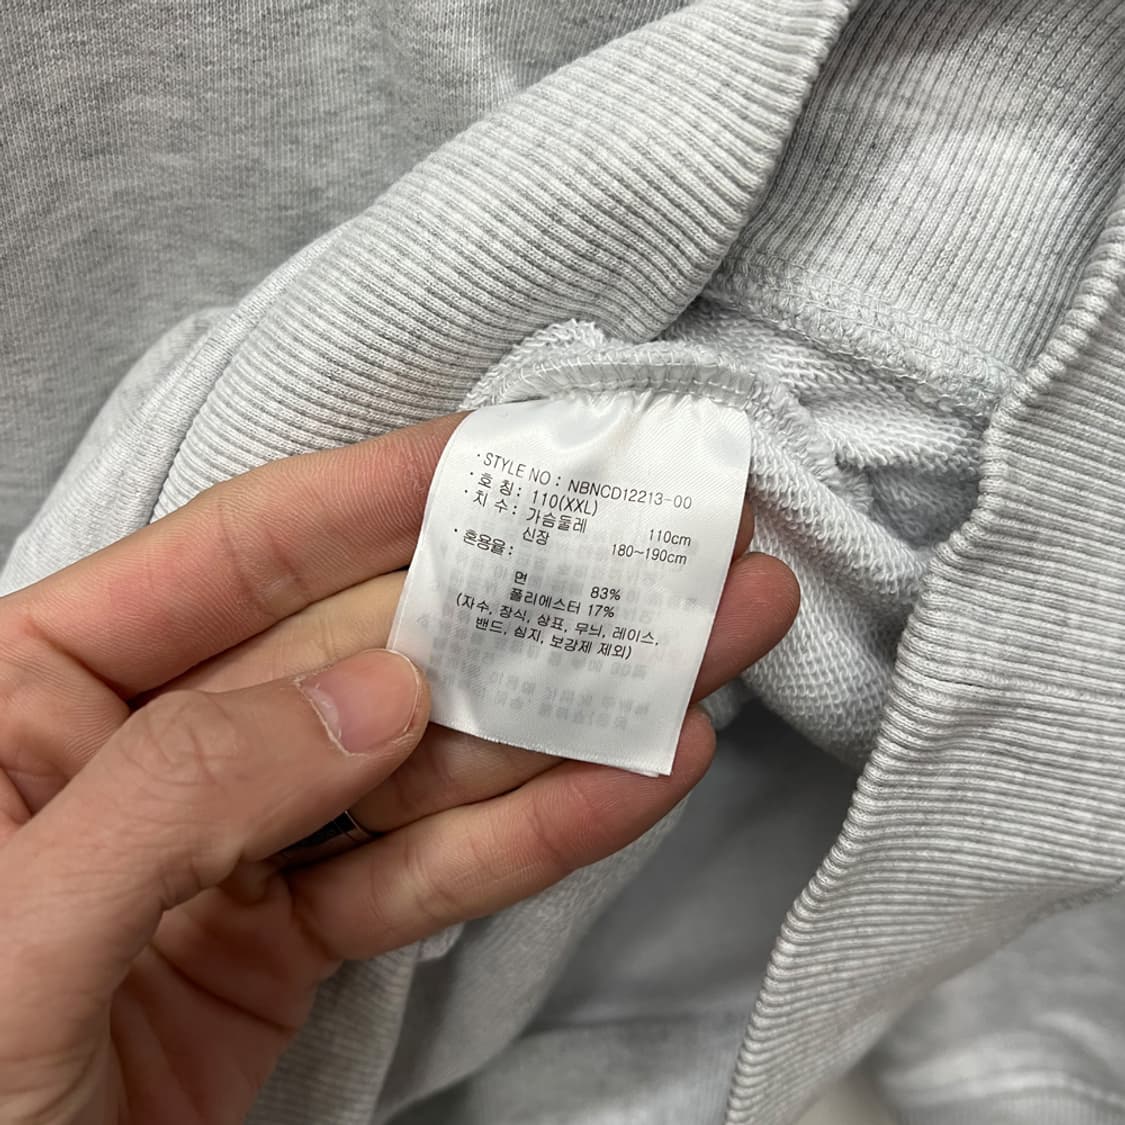 · STYLE NO : NBNCD12213-00
· 호 칭 : 110(XXL)
· 치 수 : 가슴둘레 110cm
신장 180~190cm
· 혼용율 :
면 83%
폴리에스터 17%
(자수, 장식, 상표, 무늬, 레이스,
밴드, 심지, 보강제 제외)